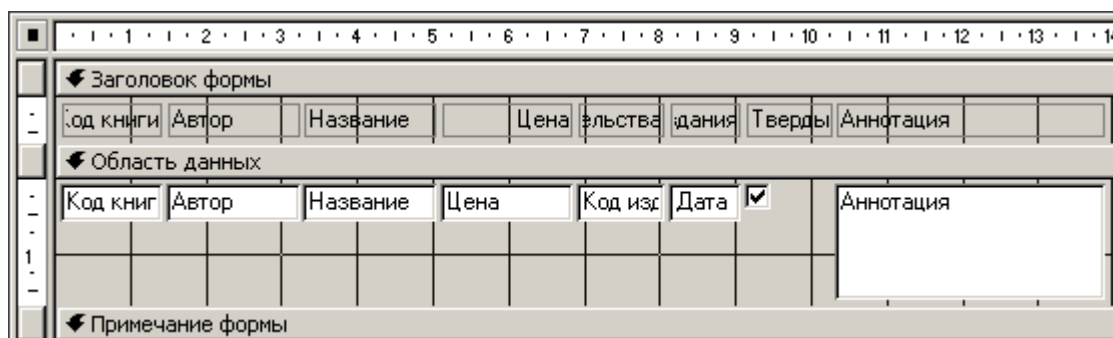 1 2 3 4 5 6 7 8 9 10 11 12 13 14
Заголовок формы
од книги Автор Название Цена ельства дания Тверды Аннотация
Область данных
Код книг Автор Название Цена Код изд Дата Аннотация
1
Примечание формы